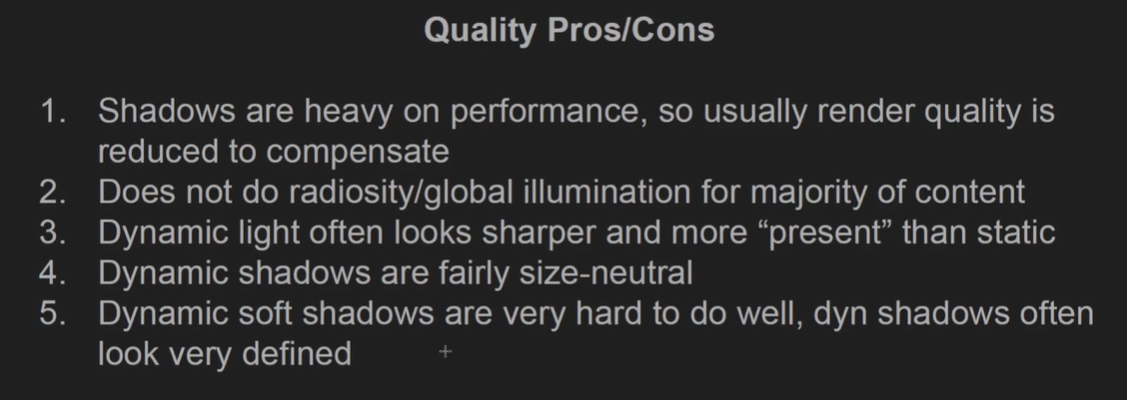 Quality Pros/Cons
1. Shadows are heavy on performance, so usually render quality is
reduced to compensate
2. Does not do radiosity/global illumination for majority of content
3. Dynamic light often looks sharper and more “present” than static
4. Dynamic shadows are fairly size-neutral
5. Dynamic soft shadows are very hard to do well, dyn shadows often
look very defined